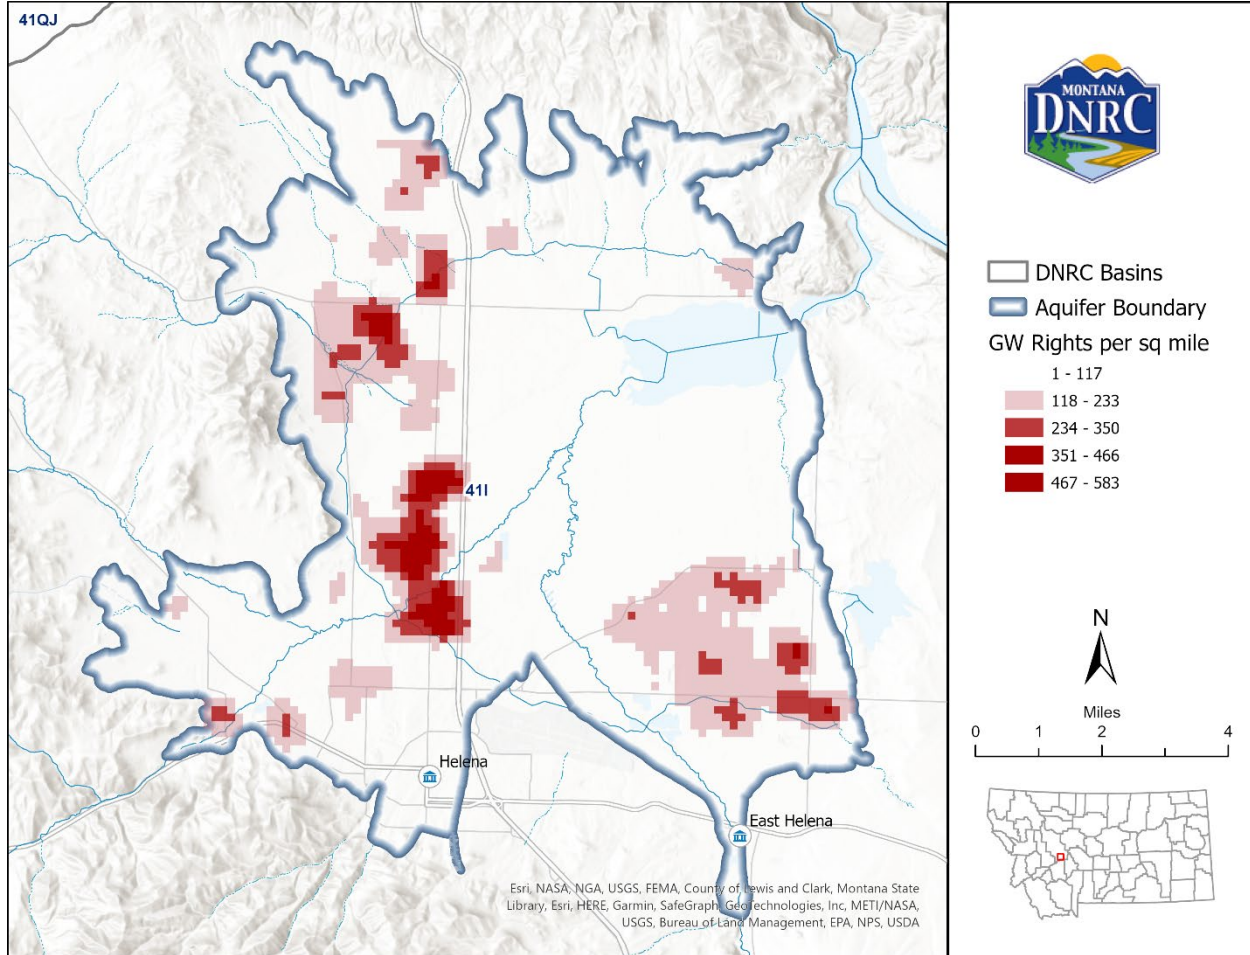 41QJ
41I
Helena
East Helena
Esri, NASA, NGA, USGS, FEMA, County of Lewis and Clark, Montana State
Library, Esri, HERE, Garmin, SafeGraph, GeoTechnologies, Inc, METI/NASA,
USGS, Bureau of Land Management, EPA, NPS, USDA
MONTANA
DNRC
DNRC Basins
Aquifer Boundary
GW Rights per sq mile
1 - 117
118 - 233
234 - 350
351 - 466
467 - 583
N
Miles
0 1 2 4